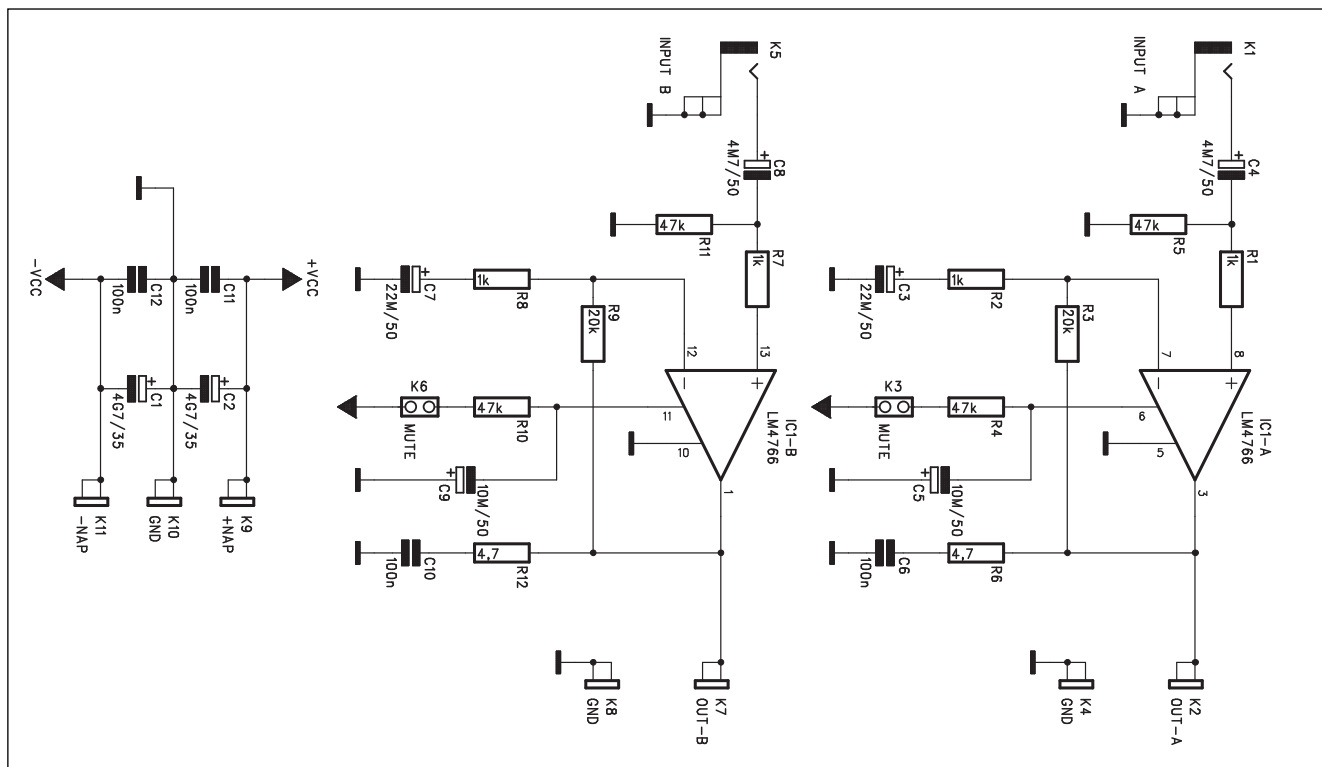 K1
INPUT A
C4
4M7/50
R5
47k
R1
1k
8
7
+
–
IC1-A
LM4766
6
5
3
R3
20k
R2
1k
C3
22M/50
K3
MUTE
R4
47k
C5
10M/50
R6
4,7
C6
100n
K2
OUT-A
K4
GND
K5
INPUT B
C8
4M7/50
R11
47k
R7
1k
13
12
+
–
IC1-B
LM4766
11
10
1
R9
20k
R8
1k
C7
22M/50
K6
MUTE
R10
47k
C9
10M/50
R12
4,7
C10
100n
K7
OUT-B
K8
GND
+VCC
C11
100n
C2
4G7/35
K9
+NAP
K10
GND
C12
100n
C1
4G7/35
-VCC
K11
-NAP